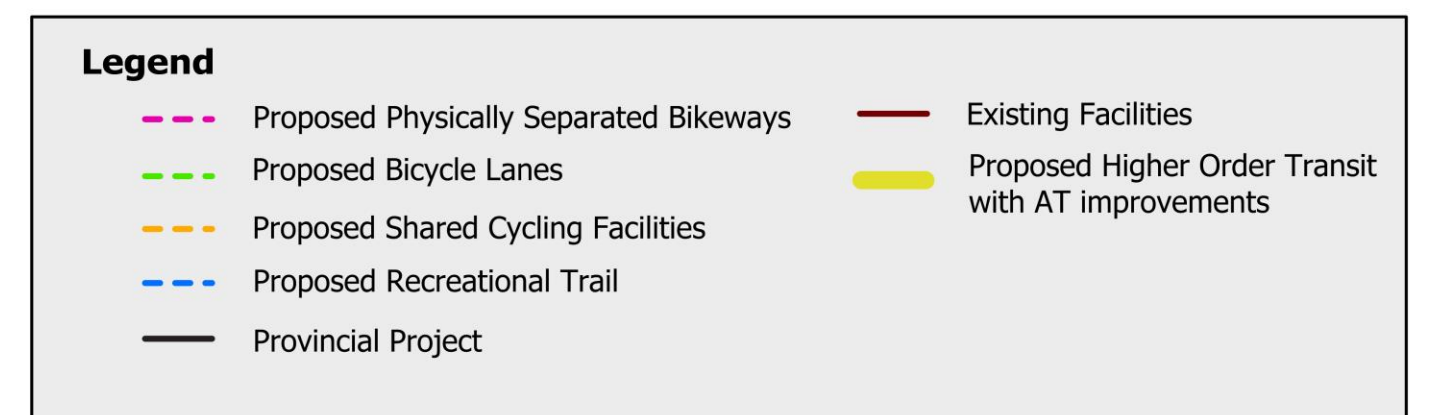 Legend
Proposed Physically Separated Bikeways
Proposed Bicycle Lanes
Proposed Shared Cycling Facilities
Proposed Recreational Trail
Provincial Project
Existing Facilities
Proposed Higher Order Transit
with AT improvements